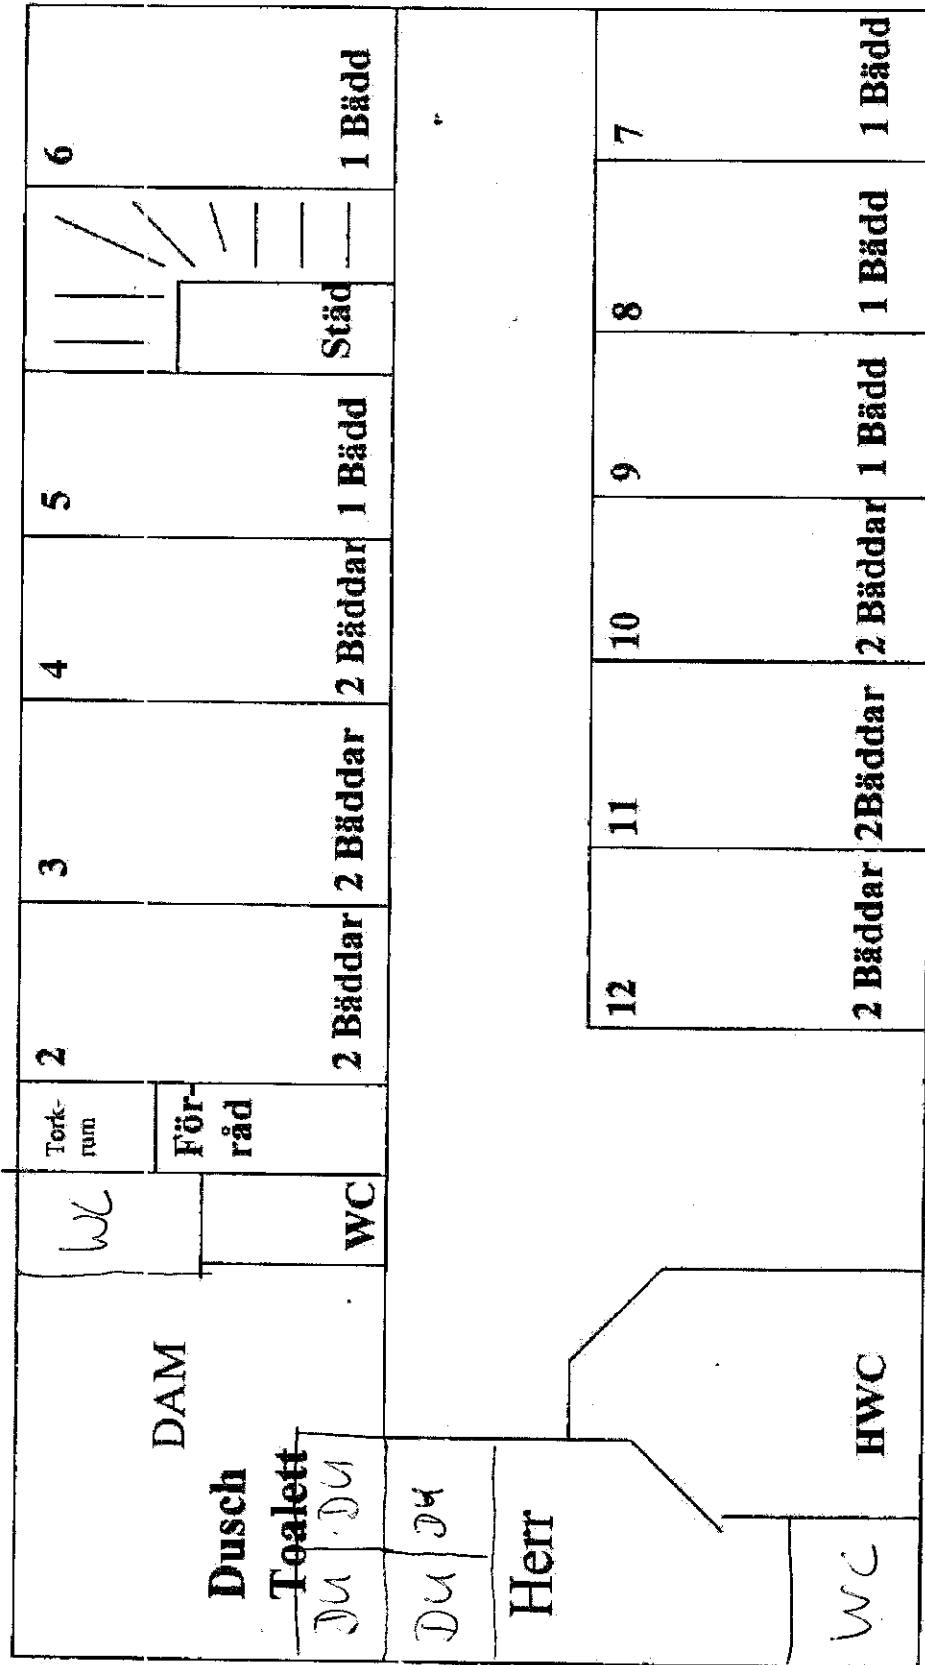 DAM
Dusch
Toalett
DU DU
DU DU
Herr
WC
HWC
WC
WC
Tork-
rum
För-
råd
2
2 Bäddar
3
2 Bäddar
4
2 Bäddar
5
1 Bädd
Städ
6
1 Bädd
12
2 Bäddar
11
2Bäddar
10
2 Bäddar
9
1 Bädd
8
1 Bädd
7
1 Bädd